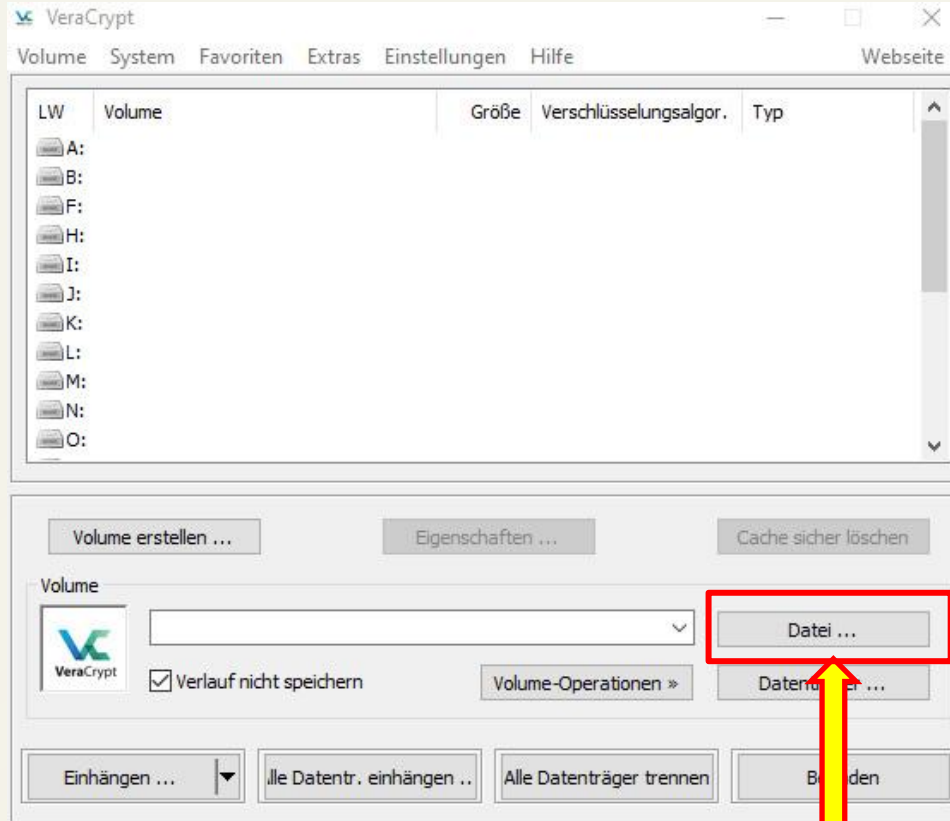 VeraCrypt
Volume System Favoriten Extras Einstellungen Hilfe Webseite
LW Volume Größe Verschlüsselungsalgor. Typ
A:
B:
F:
H:
I:
J:
K:
L:
M:
N:
O:
Volume erstellen ... Eigenschaften ... Cache sicher löschen
Volume
Datei ...
VeraCrypt
Verlauf nicht speichern Volume-Operationen »
Einhängen ... lle Datentr. einhängen .. Alle Datenträger trennen